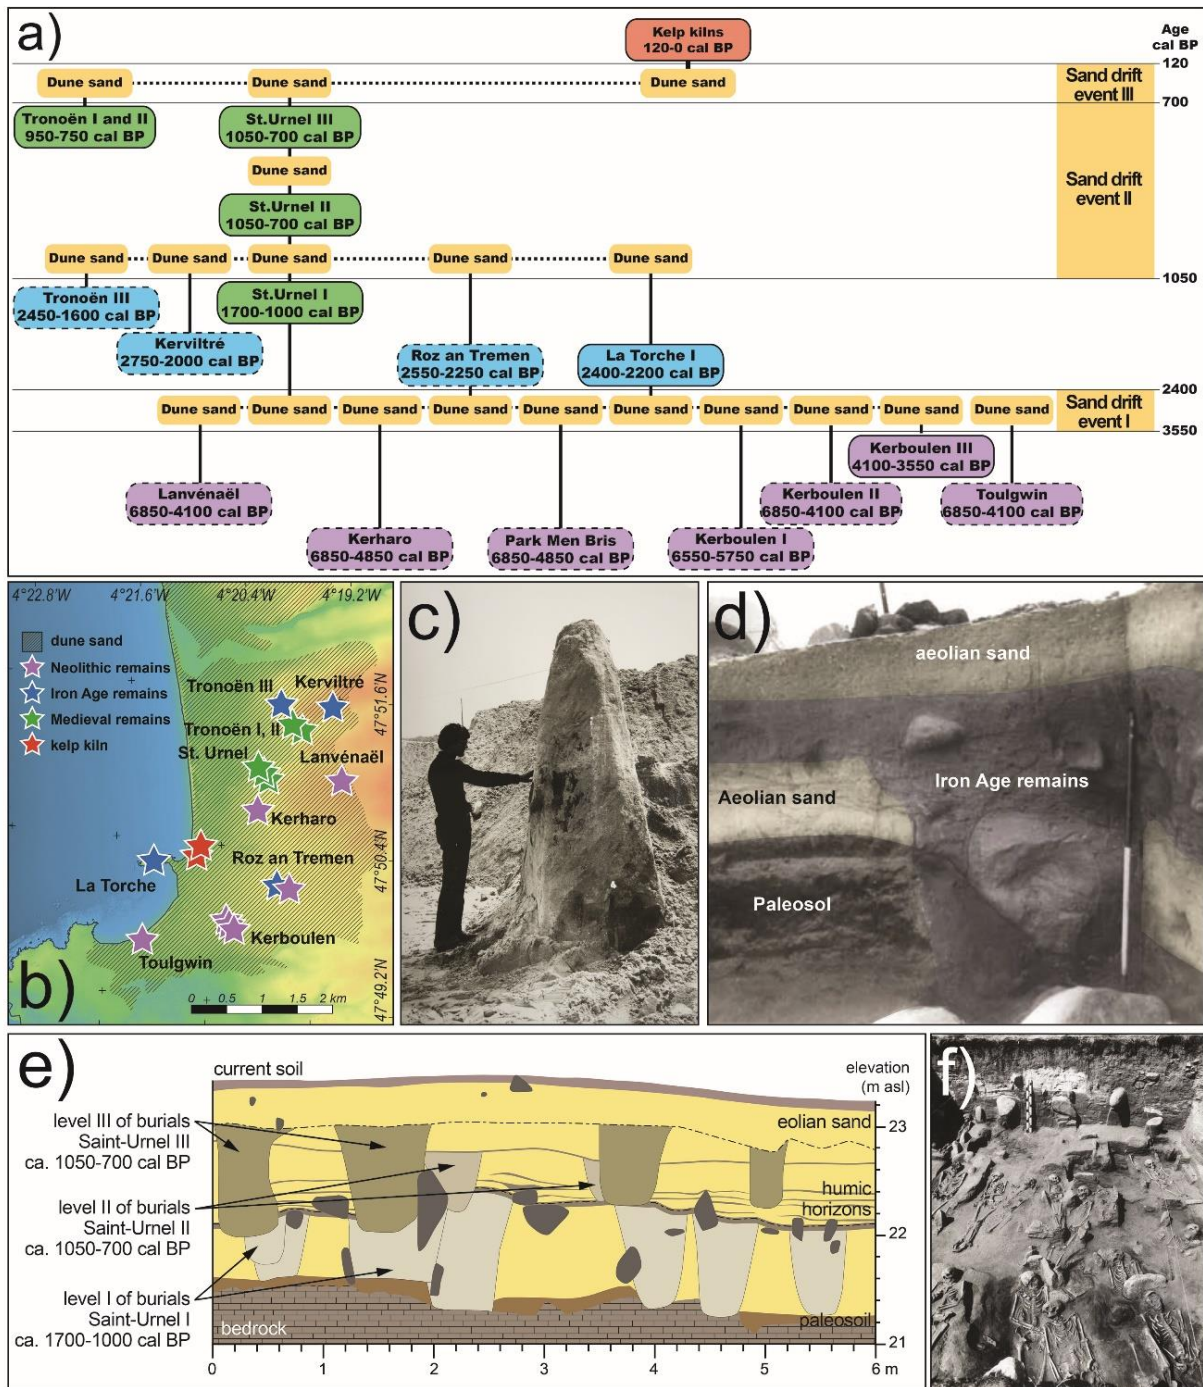 a)
Kelp kilns
120-0 cal BP
Age
cal BP
120
Dune sand
Dune sand
Dune sand
Sand drift
event III
700
Tronoën I and II
950-750 cal BP
St.Urnel III
1050-700 cal BP
Dune sand
Sand drift
event II
St.Urnel II
1050-700 cal BP
Dune sand
Dune sand
Dune sand
Dune sand
Dune sand
1050
Tronoën III
2450-1600 cal BP
St.Urnel I
1700-1000 cal BP
Kerviltré
2750-2000 cal BP
Roz an Tremen
2550-2250 cal BP
La Torche I
2400-2200 cal BP
2400
Dune sand
Dune sand
Dune sand
Dune sand
Dune sand
Dune sand
Dune sand
Dune sand
Dune sand
Dune sand
Sand drift
event I
3550
Kerboulen III
4100-3550 cal BP
Lanvénaël
6850-4100 cal BP
Kerboulen II
6850-4100 cal BP
Toulgwin
6850-4100 cal BP
Kerharo
6850-4850 cal BP
Park Men Bris
6850-4850 cal BP
Kerboulen I
6550-5750 cal BP
4°22.8'W
4°21.6'W
4°20.4'W
4°19.2'W
dune sand
Neolithic remains
Iron Age remains
Medieval remains
kelp kiln
Tronoën III
Kerviltré
47°51.6'N
Tronoën I, II
St. Urnel
Lanvénaël
Kerharo
Roz an Tremen
47°50.4'N
La Torche
Kerboulen
Toulgwin
47°49.2'N
b)
0
0.5
1
1.5
2 km
c)
d)
aeolian sand
Iron Age remains
Aeolian sand
Paleosol
e)
current soil
elevation
(m asl)
level III of burials
Saint-Urnel III
ca. 1050-700 cal BP
eolian sand
23
level II of burials
Saint-Urnel II
ca. 1050-700 cal BP
humic
horizons
22
level I of burials
Saint-Urnel I
ca. 1700-1000 cal BP
bedrock
paleosoil
21
0
1
2
3
4
5
6 m
f)